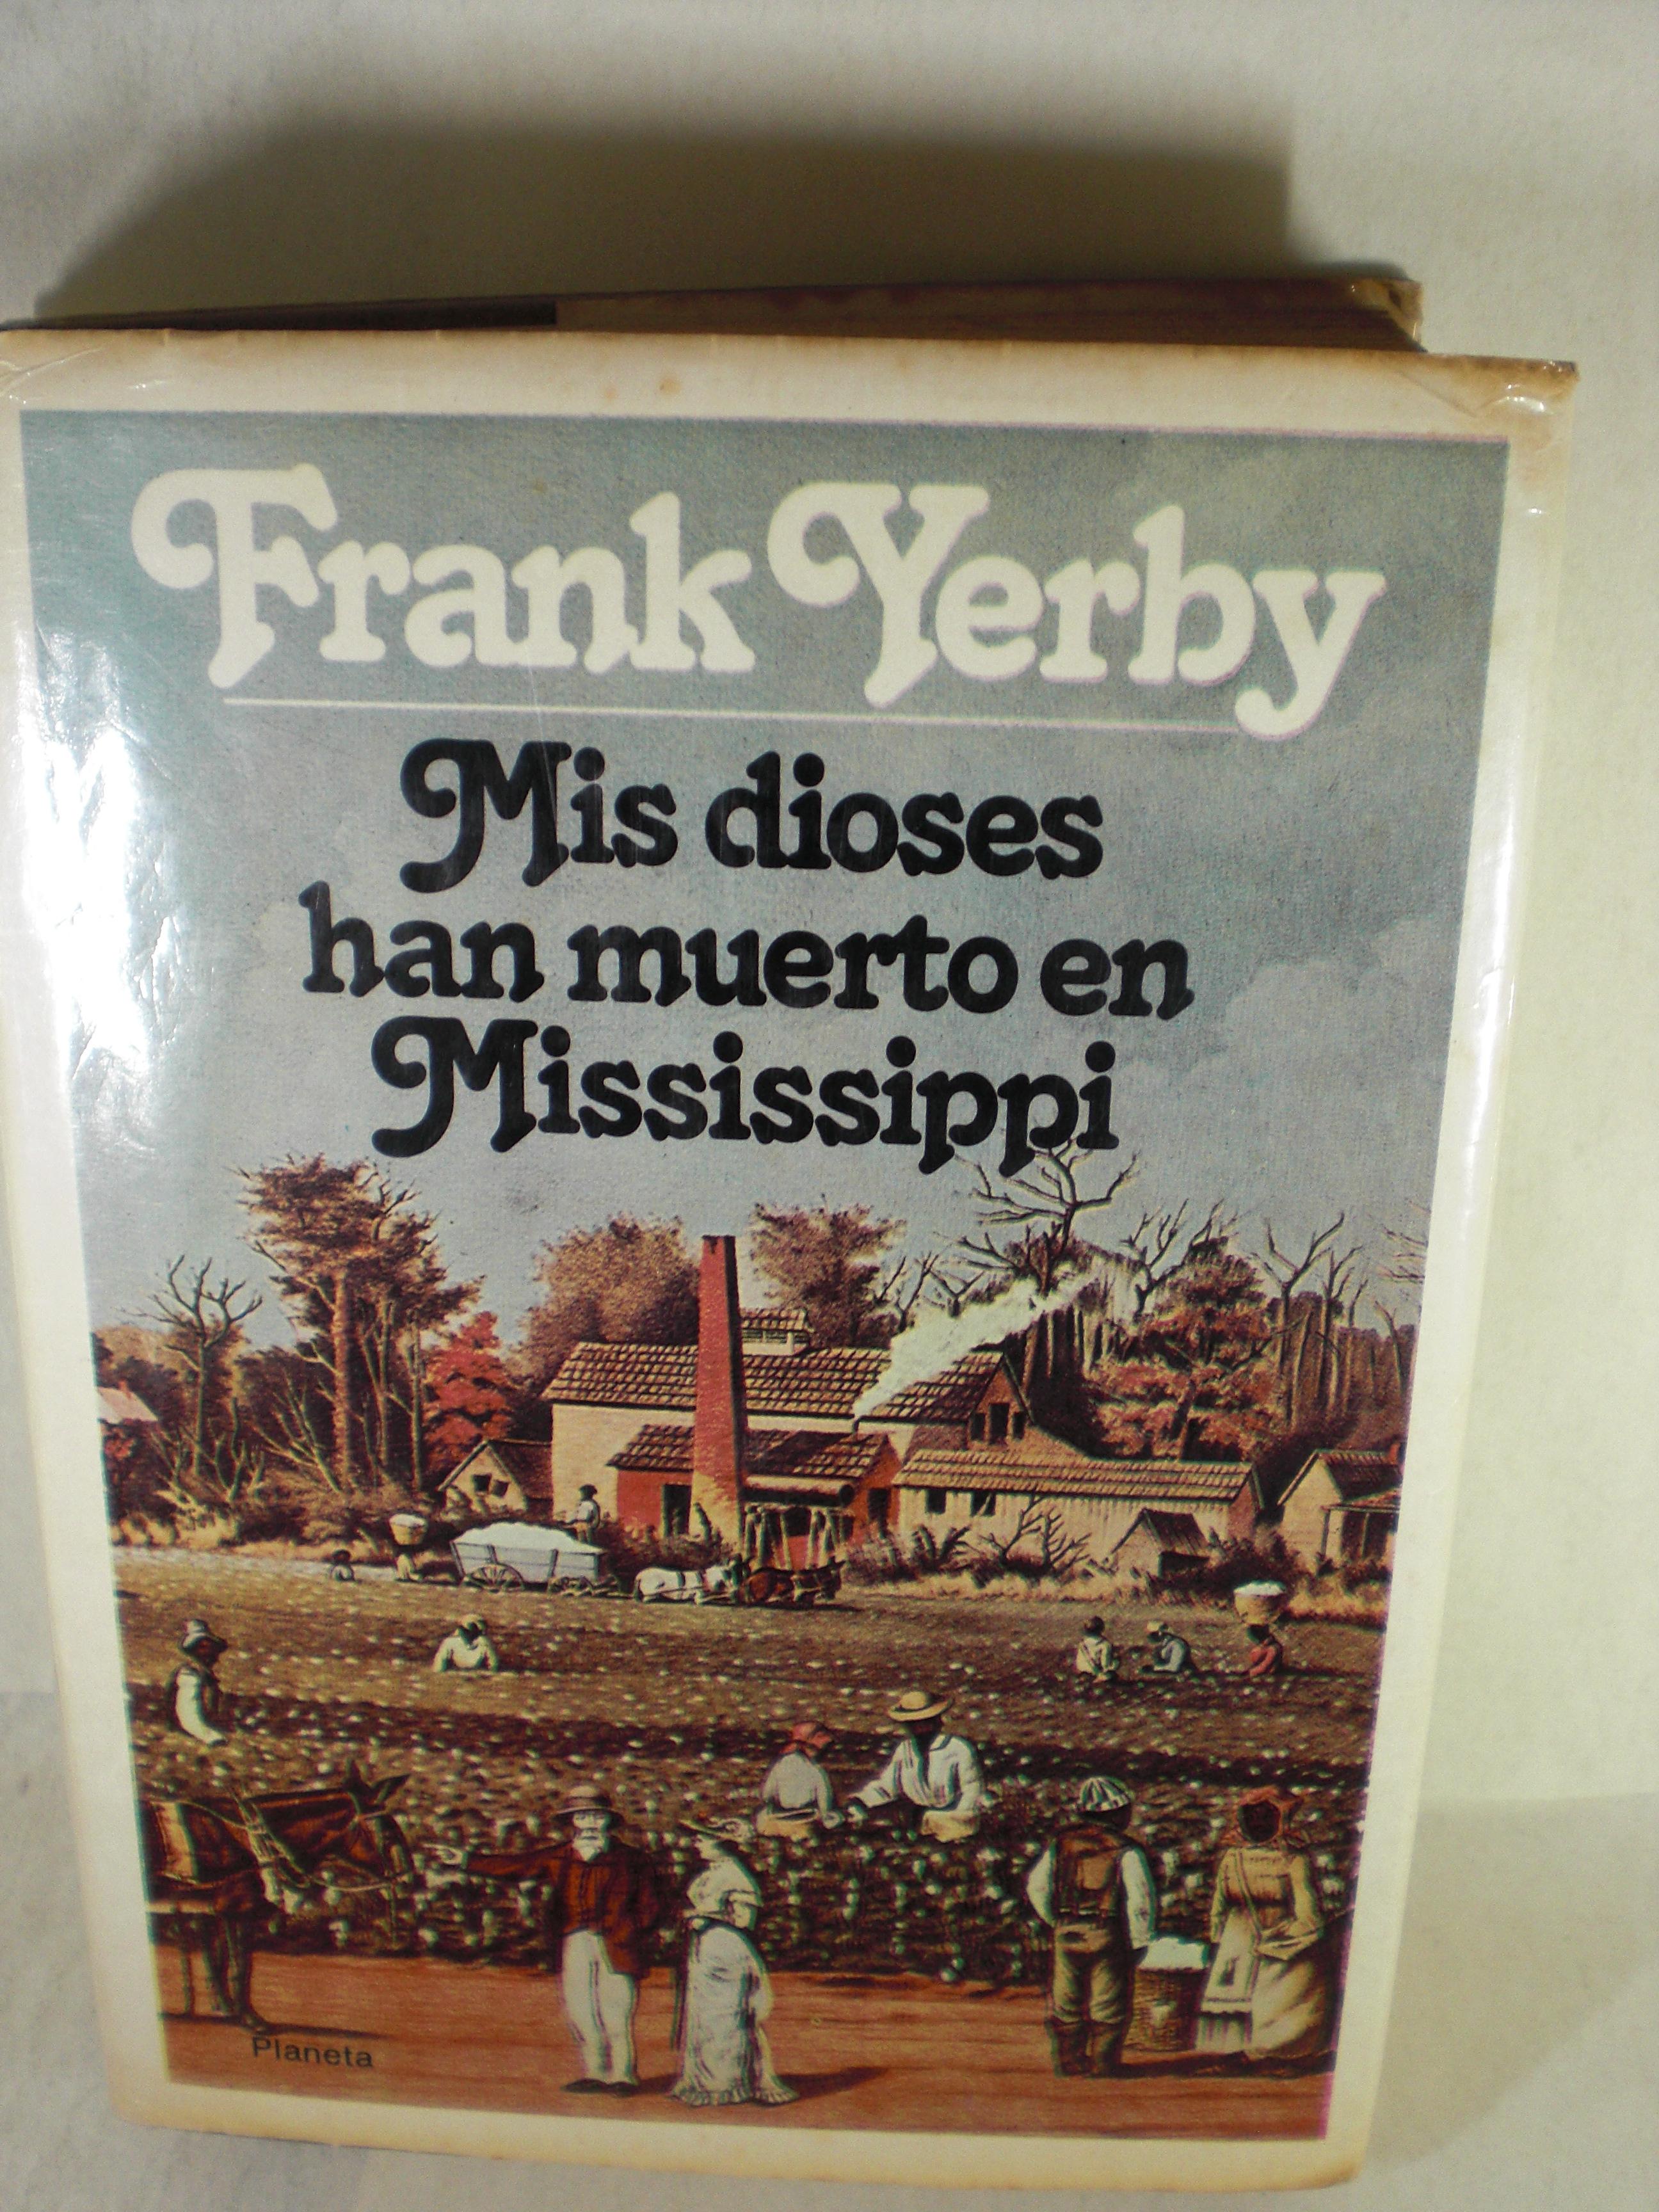 Frank Yerby
Mis dioses
han muerto en
Mississippi
Planeta